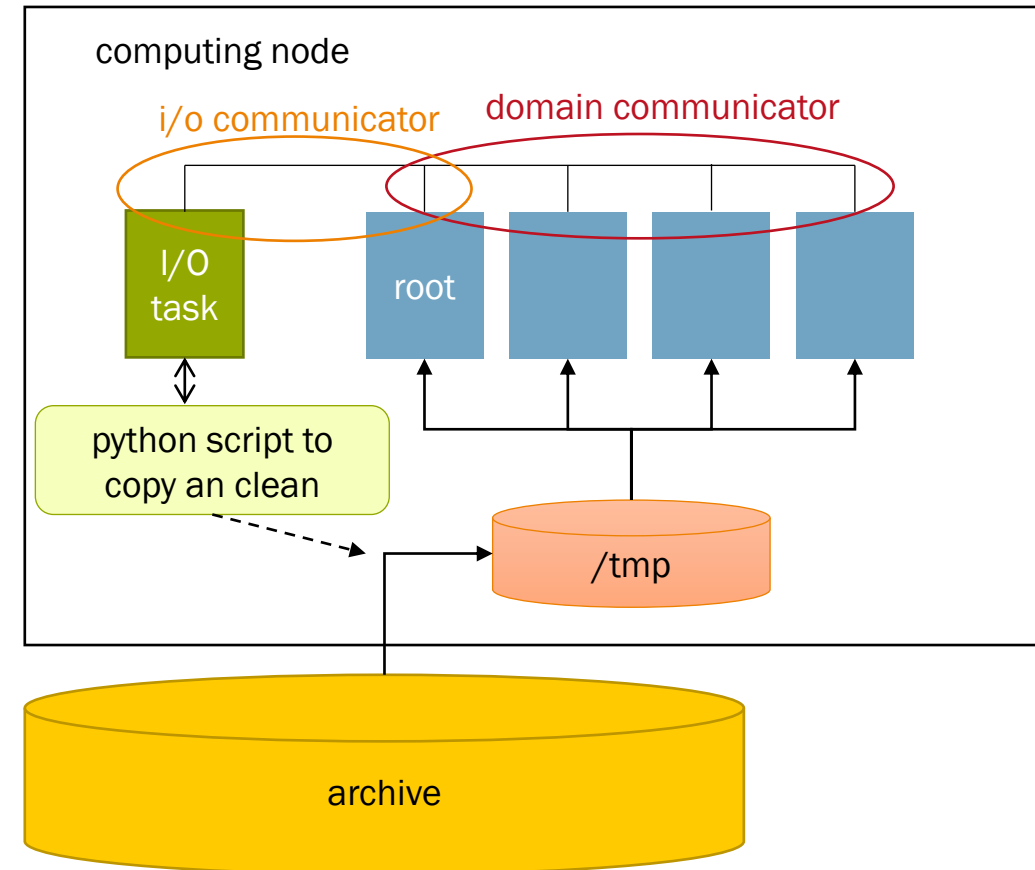 computing node
i/o communicator
domain communicator
I/O
task
root
python script to
copy an clean
/tmp
archive